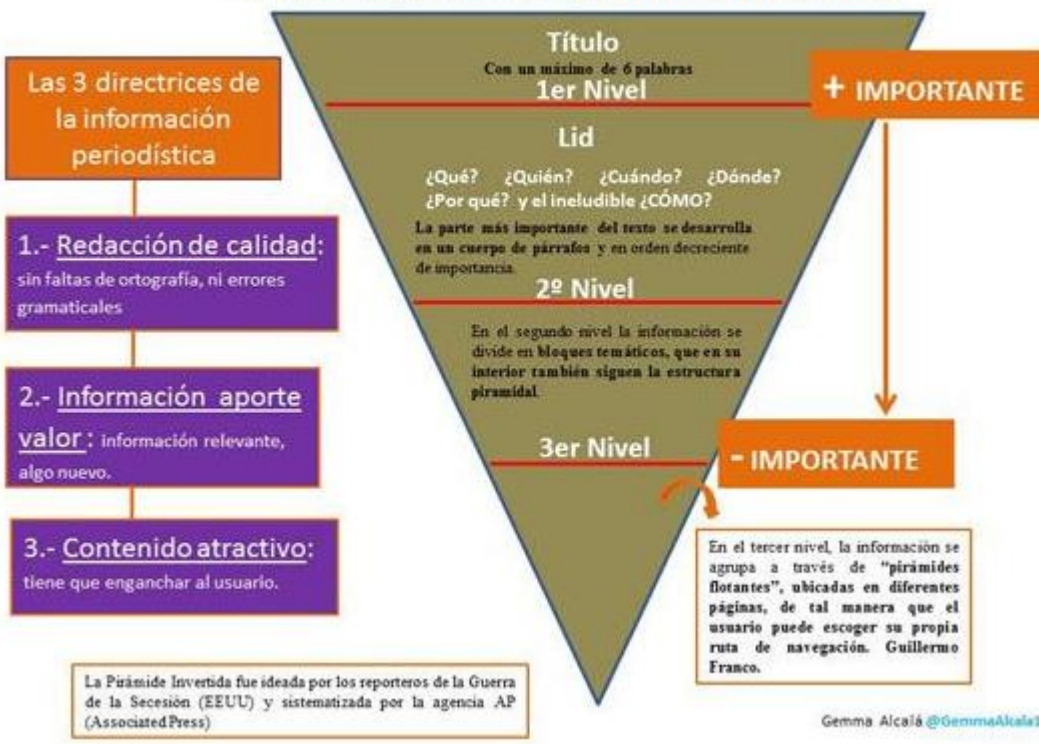 Título
Con un máximo de 6 palabras
1er Nivel
+ IMPORTANTE
Lid
¿Qué? ¿Quién? ¿Cuándo? ¿Dónde?
¿Por qué? y el ineludible ¿CÓMO?
La parte más importante del texto se desarrolla
en un cuerpo de párrafos y en orden decreciente
de importancia.
2º Nivel
En el segundo nivel la información se
divide en bloques temáticos, que en su
interior también siguen la estructura
piramidal.
3er Nivel
- IMPORTANTE
En el tercer nivel, la información se
agrupa a través de “pirámides
flotantes”, ubicadas en diferentes
páginas, de tal manera que el
usuario puede escoger su propia
ruta de navegación. Guillermo
Franco.
Las 3 directrices de
la información
periodística
1.- Redacción de calidad:
sin faltas de ortografía, ni errores
gramaticales
2.- Información aporte
valor: información relevante,
algo nuevo.
3.- Contenido atractivo:
tiene que enganchar al usuario.
La Pirámide Invertida fue ideada por los reporteros de la Guerra
de la Secesión (EEUU) y sistematizada por la agencia AP
(Associated Press)
Gemma Alcalá @GemmaAkala1